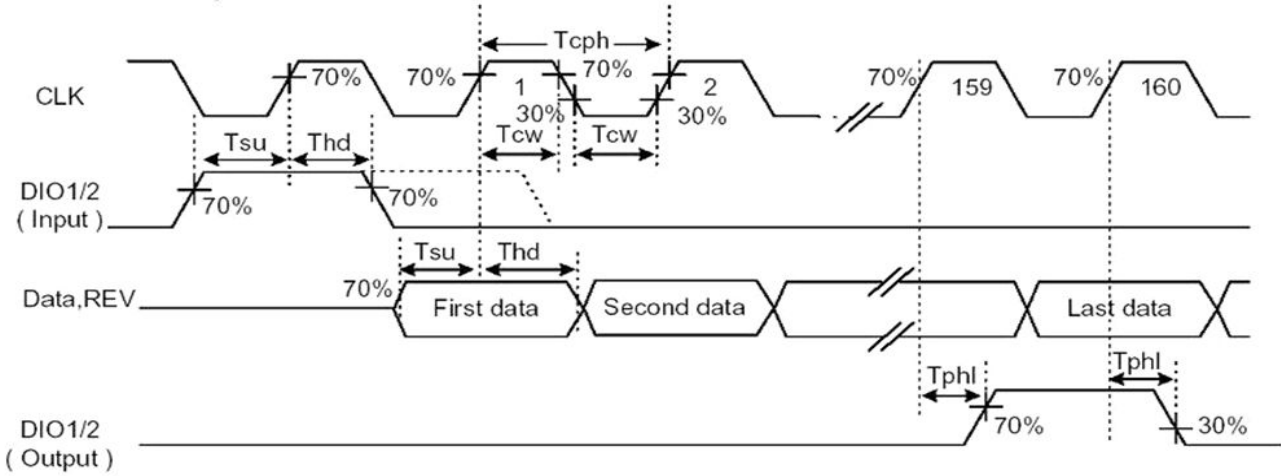 Tcph
70% 70% 70% 70% 70%
CLK 1 2 159 160
30% 30%
Tsu Thd Tcw Tcw
DIO1/2 70% 70%
( Input )
Tsu Thd
70%
Data,REV First data Second data Last data
Tphl Tphl
DIO1/2 70% 30%
( Output )